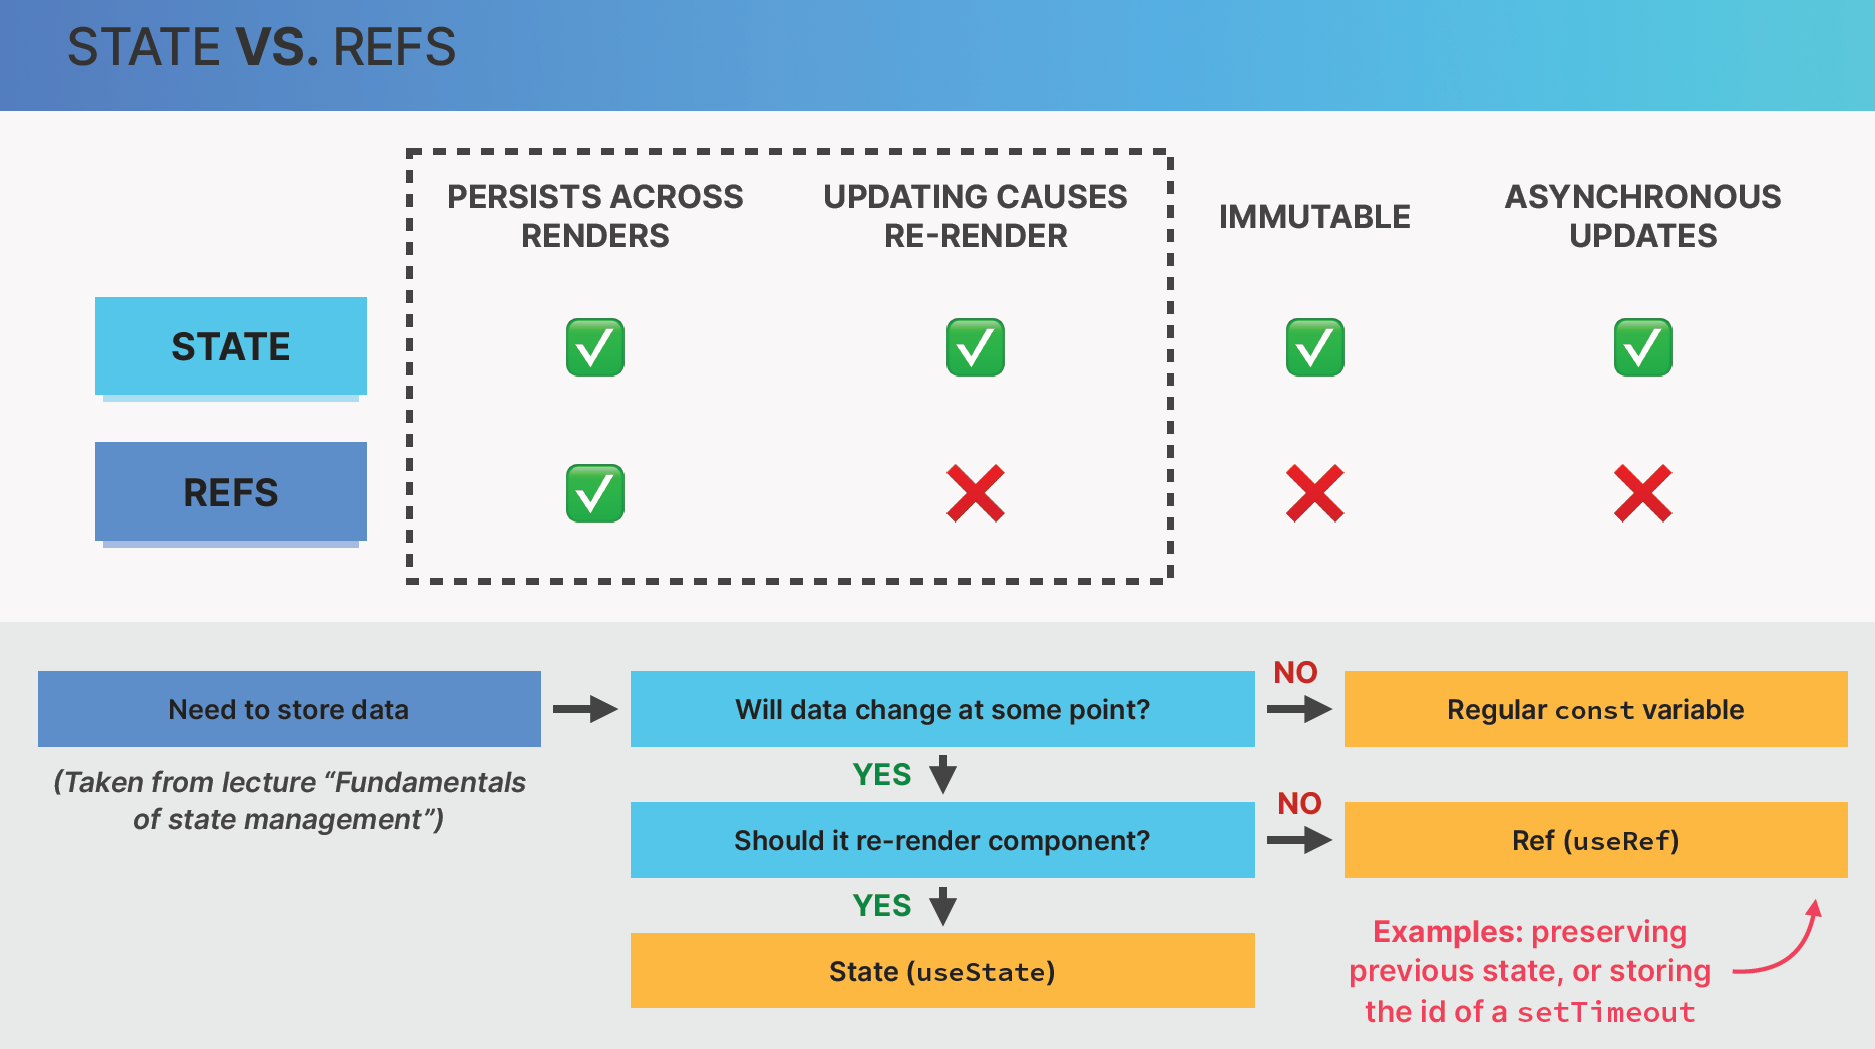 STATE VS. REFS
PERSISTS ACROSS
RENDERS
UPDATING CAUSES
RE-RENDER
IMMUTABLE
ASYNCHRONOUS
UPDATES
STATE
REFS
Need to store data
(Taken from lecture “Fundamentals
of state management”)
Will data change at some point?
NO
Regular const variable
YES
Should it re-render component?
NO
Ref (useRef)
YES
State (useState)
Examples: preserving
previous state, or storing
the id of a setTimeout